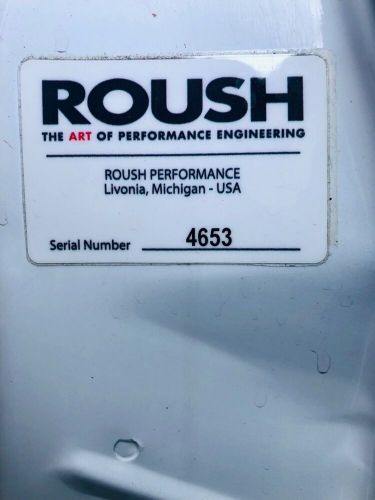 ROUSH
THE ART OF PERFORMANCE ENGINEERING
ROUSH PERFORMANCE
Livonia, Michigan - USA
Serial Number 4653